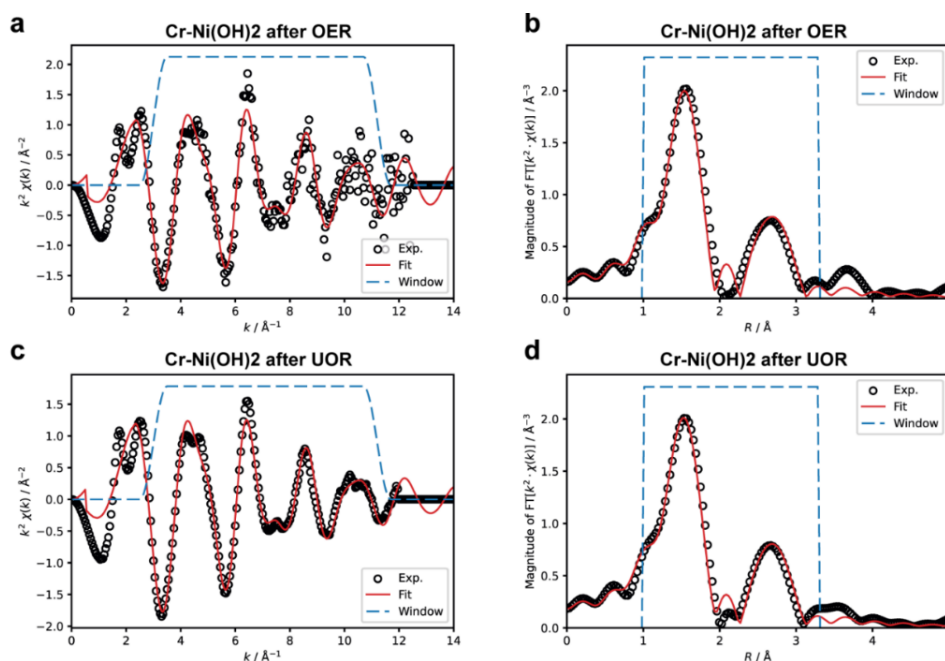 a
Cr-Ni(OH)2 after OER
k² χ(k) / Å⁻²
2.0
1.5
1.0
0.5
0.0
−0.5
−1.0
−1.5
Exp.
Fit
Window
0 2 4 6 8 10 12 14
k / Å⁻¹
b
Cr-Ni(OH)2 after OER
Magnitude of FT[k² · χ(k)] / Å⁻³
2.0
1.5
1.0
0.5
0.0
Exp.
Fit
Window
0 1 2 3 4
R / Å
c
Cr-Ni(OH)2 after UOR
k² χ(k) / Å⁻²
1.5
1.0
0.5
0.0
−0.5
−1.0
−1.5
−2.0
Exp.
Fit
Window
0 2 4 6 8 10 12 14
k / Å⁻¹
d
Cr-Ni(OH)2 after UOR
Magnitude of FT[k² · χ(k)] / Å⁻³
2.0
1.5
1.0
0.5
0.0
Exp.
Fit
Window
0 1 2 3 4
R / Å